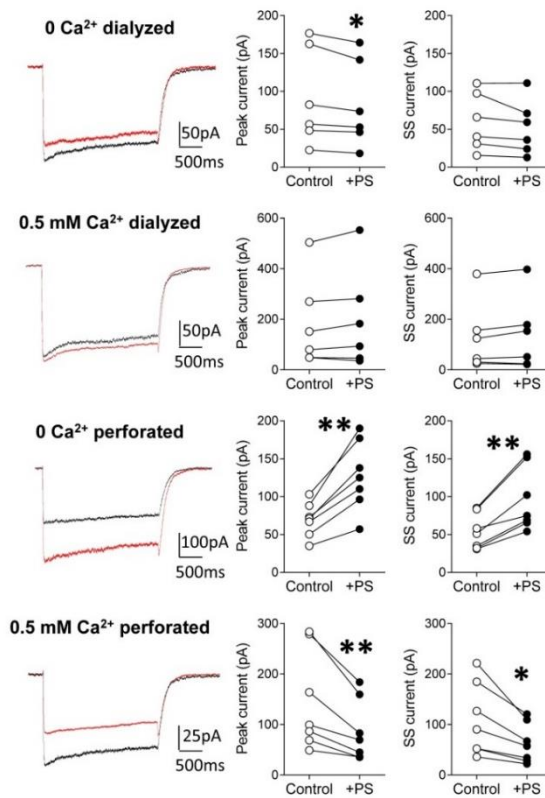 0 Ca²⁺ dialyzed
50pA
500ms
Peak current (pA)
200
150
100
50
0
*
Control
+PS
SS current (pA)
200
150
100
50
0
Control
+PS
0.5 mM Ca²⁺ dialyzed
50pA
500ms
Peak current (pA)
600
400
200
0
Control
+PS
SS current (pA)
600
400
200
0
Control
+PS
0 Ca²⁺ perforated
100pA
500ms
Peak current (pA)
200
150
100
50
0
**
Control
+PS
SS current (pA)
200
150
100
50
0
**
Control
+PS
0.5 mM Ca²⁺ perforated
25pA
500ms
Peak current (pA)
300
200
100
0
**
Control
+PS
SS current (pA)
300
200
100
0
*
Control
+PS